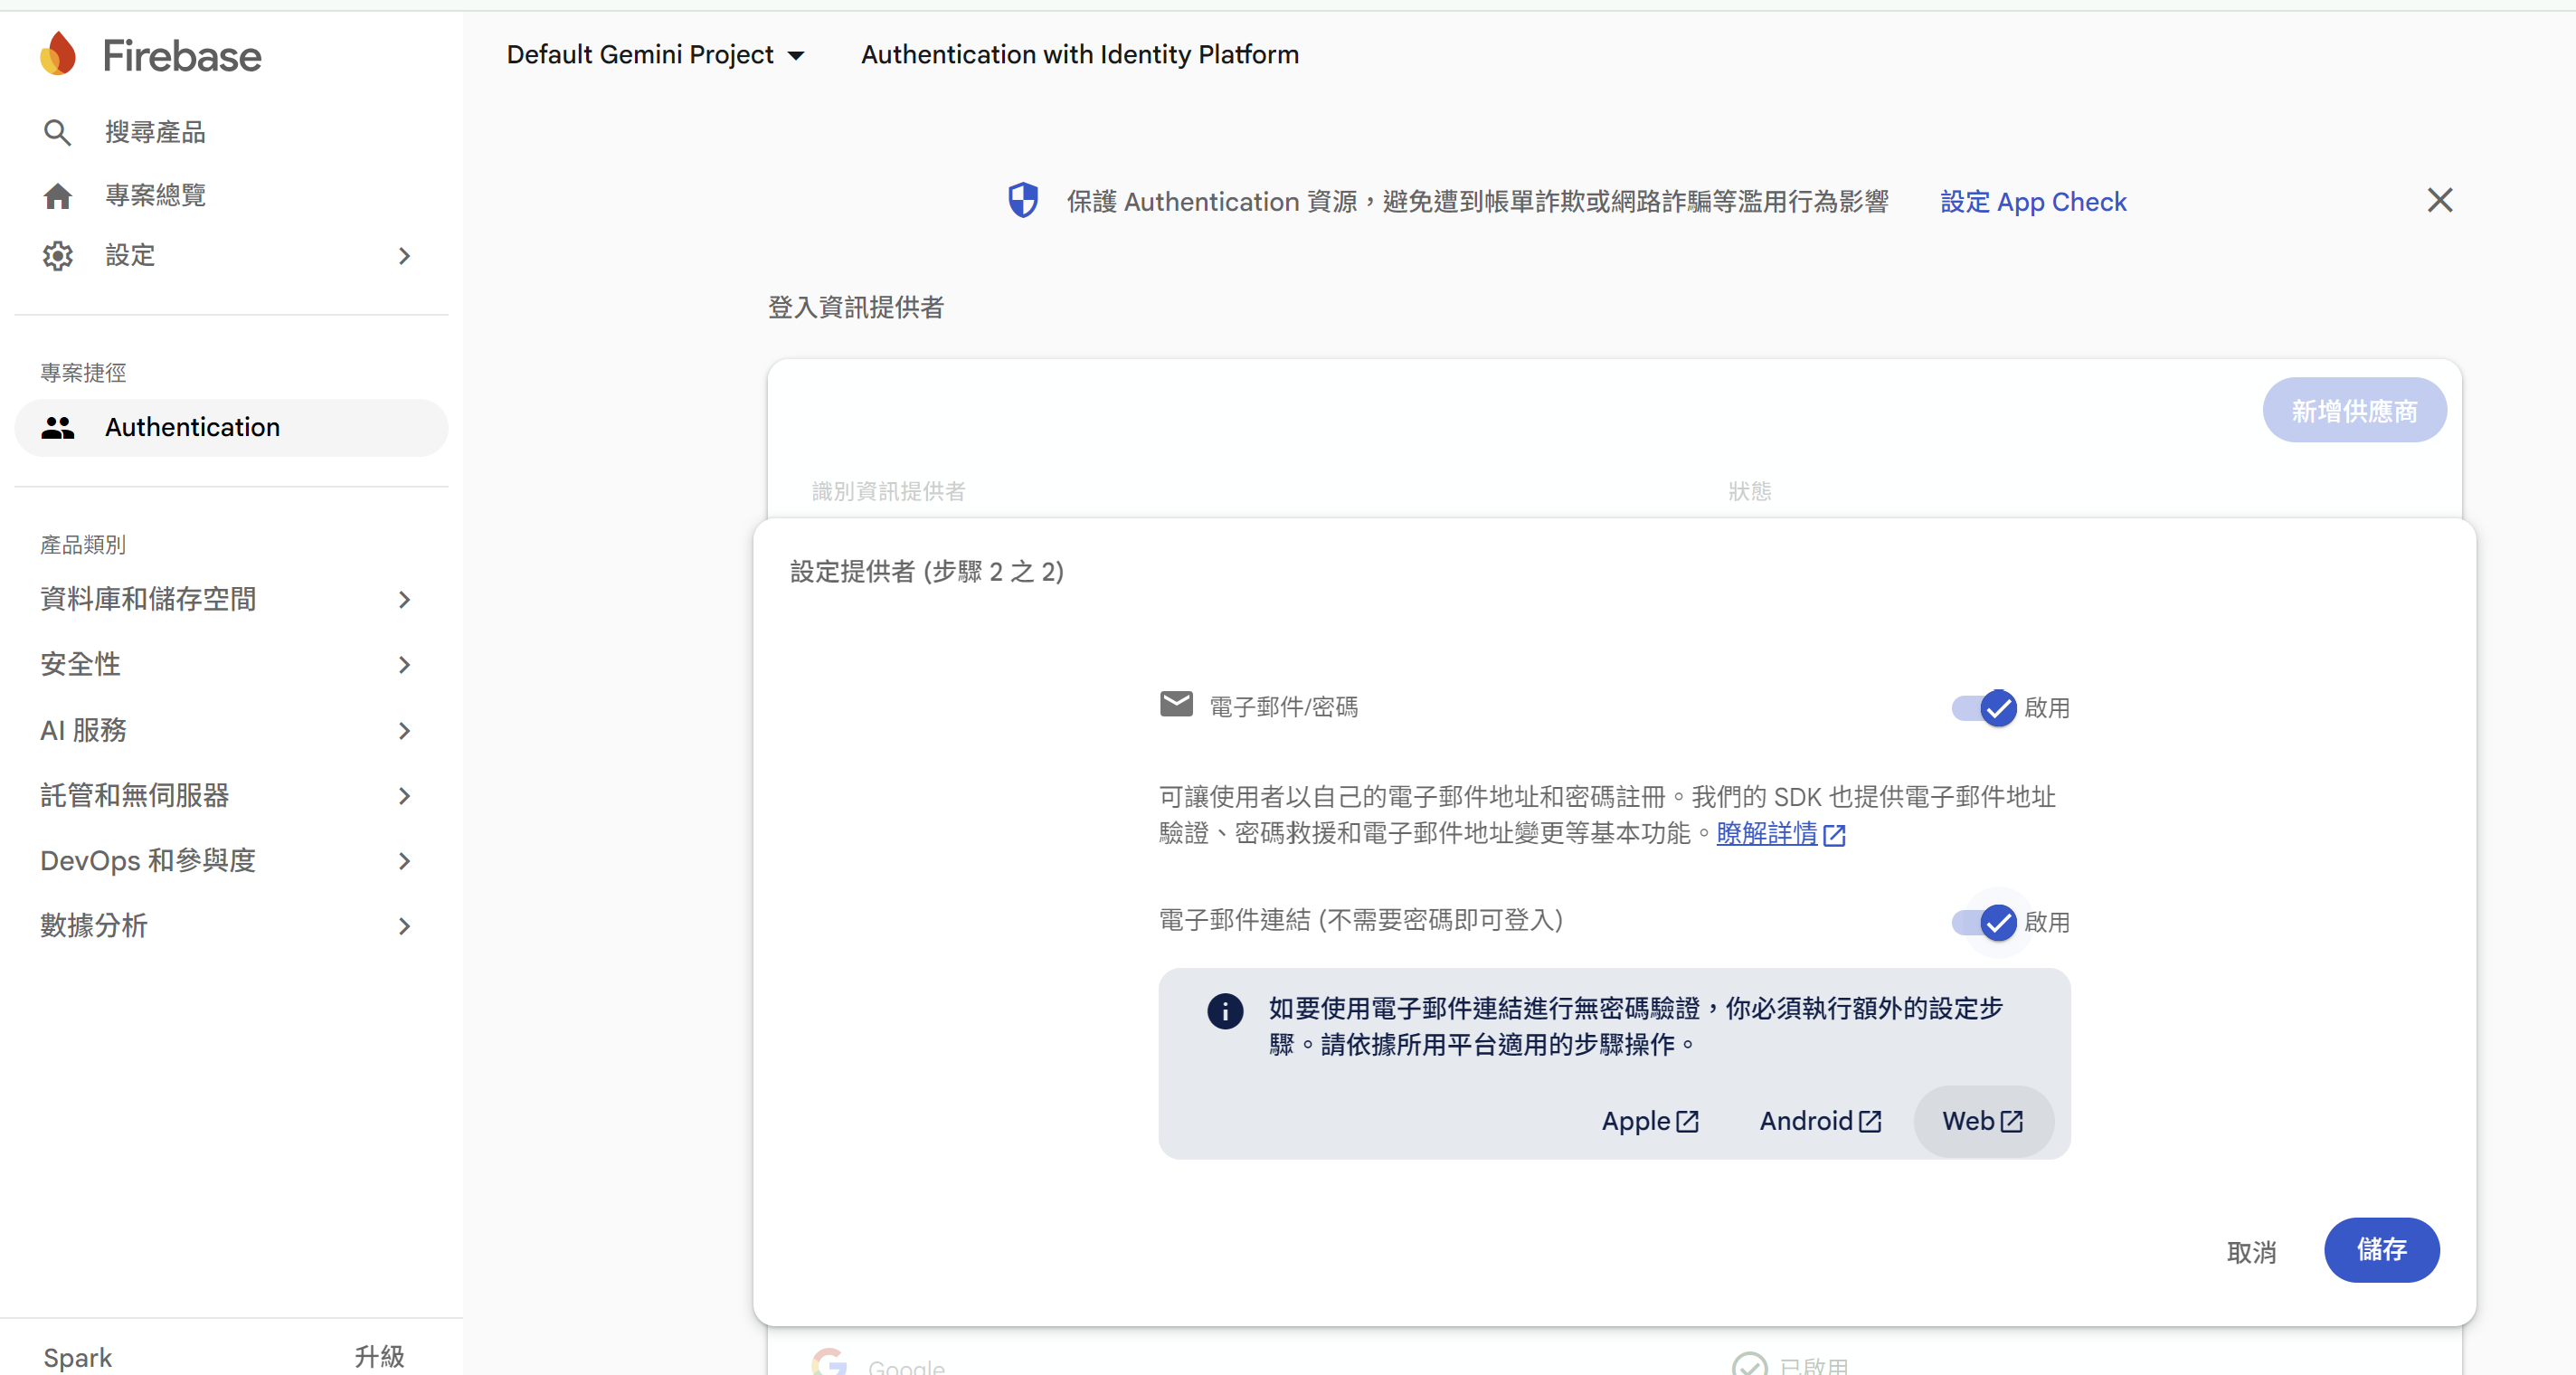 Firebase
搜尋產品
專案總覽
設定
專案捷徑
Authentication
產品類別
資料庫和儲存空間
安全性
AI 服務
託管和無伺服器
DevOps 和參與度
數據分析
Spark
升級
Default Gemini Project
Authentication with Identity Platform
保護 Authentication 資源，避免遭到帳單詐欺或網路詐騙等濫用行為影響
設定 App Check
登入資訊提供者
新增供應商
識別資訊提供者
狀態
設定提供者 (步驟 2 之 2)
電子郵件/密碼
啟用
可讓使用者以自己的電子郵件地址和密碼註冊。我們的 SDK 也提供電子郵件地址
驗證、密碼救援和電子郵件地址變更等基本功能。瞭解詳情
電子郵件連結 (不需要密碼即可登入)
啟用
如要使用電子郵件連結進行無密碼驗證，你必須執行額外的設定步
驟。請依據所用平台適用的步驟操作。
Apple
Android
Web
取消
儲存
Google
已啟用